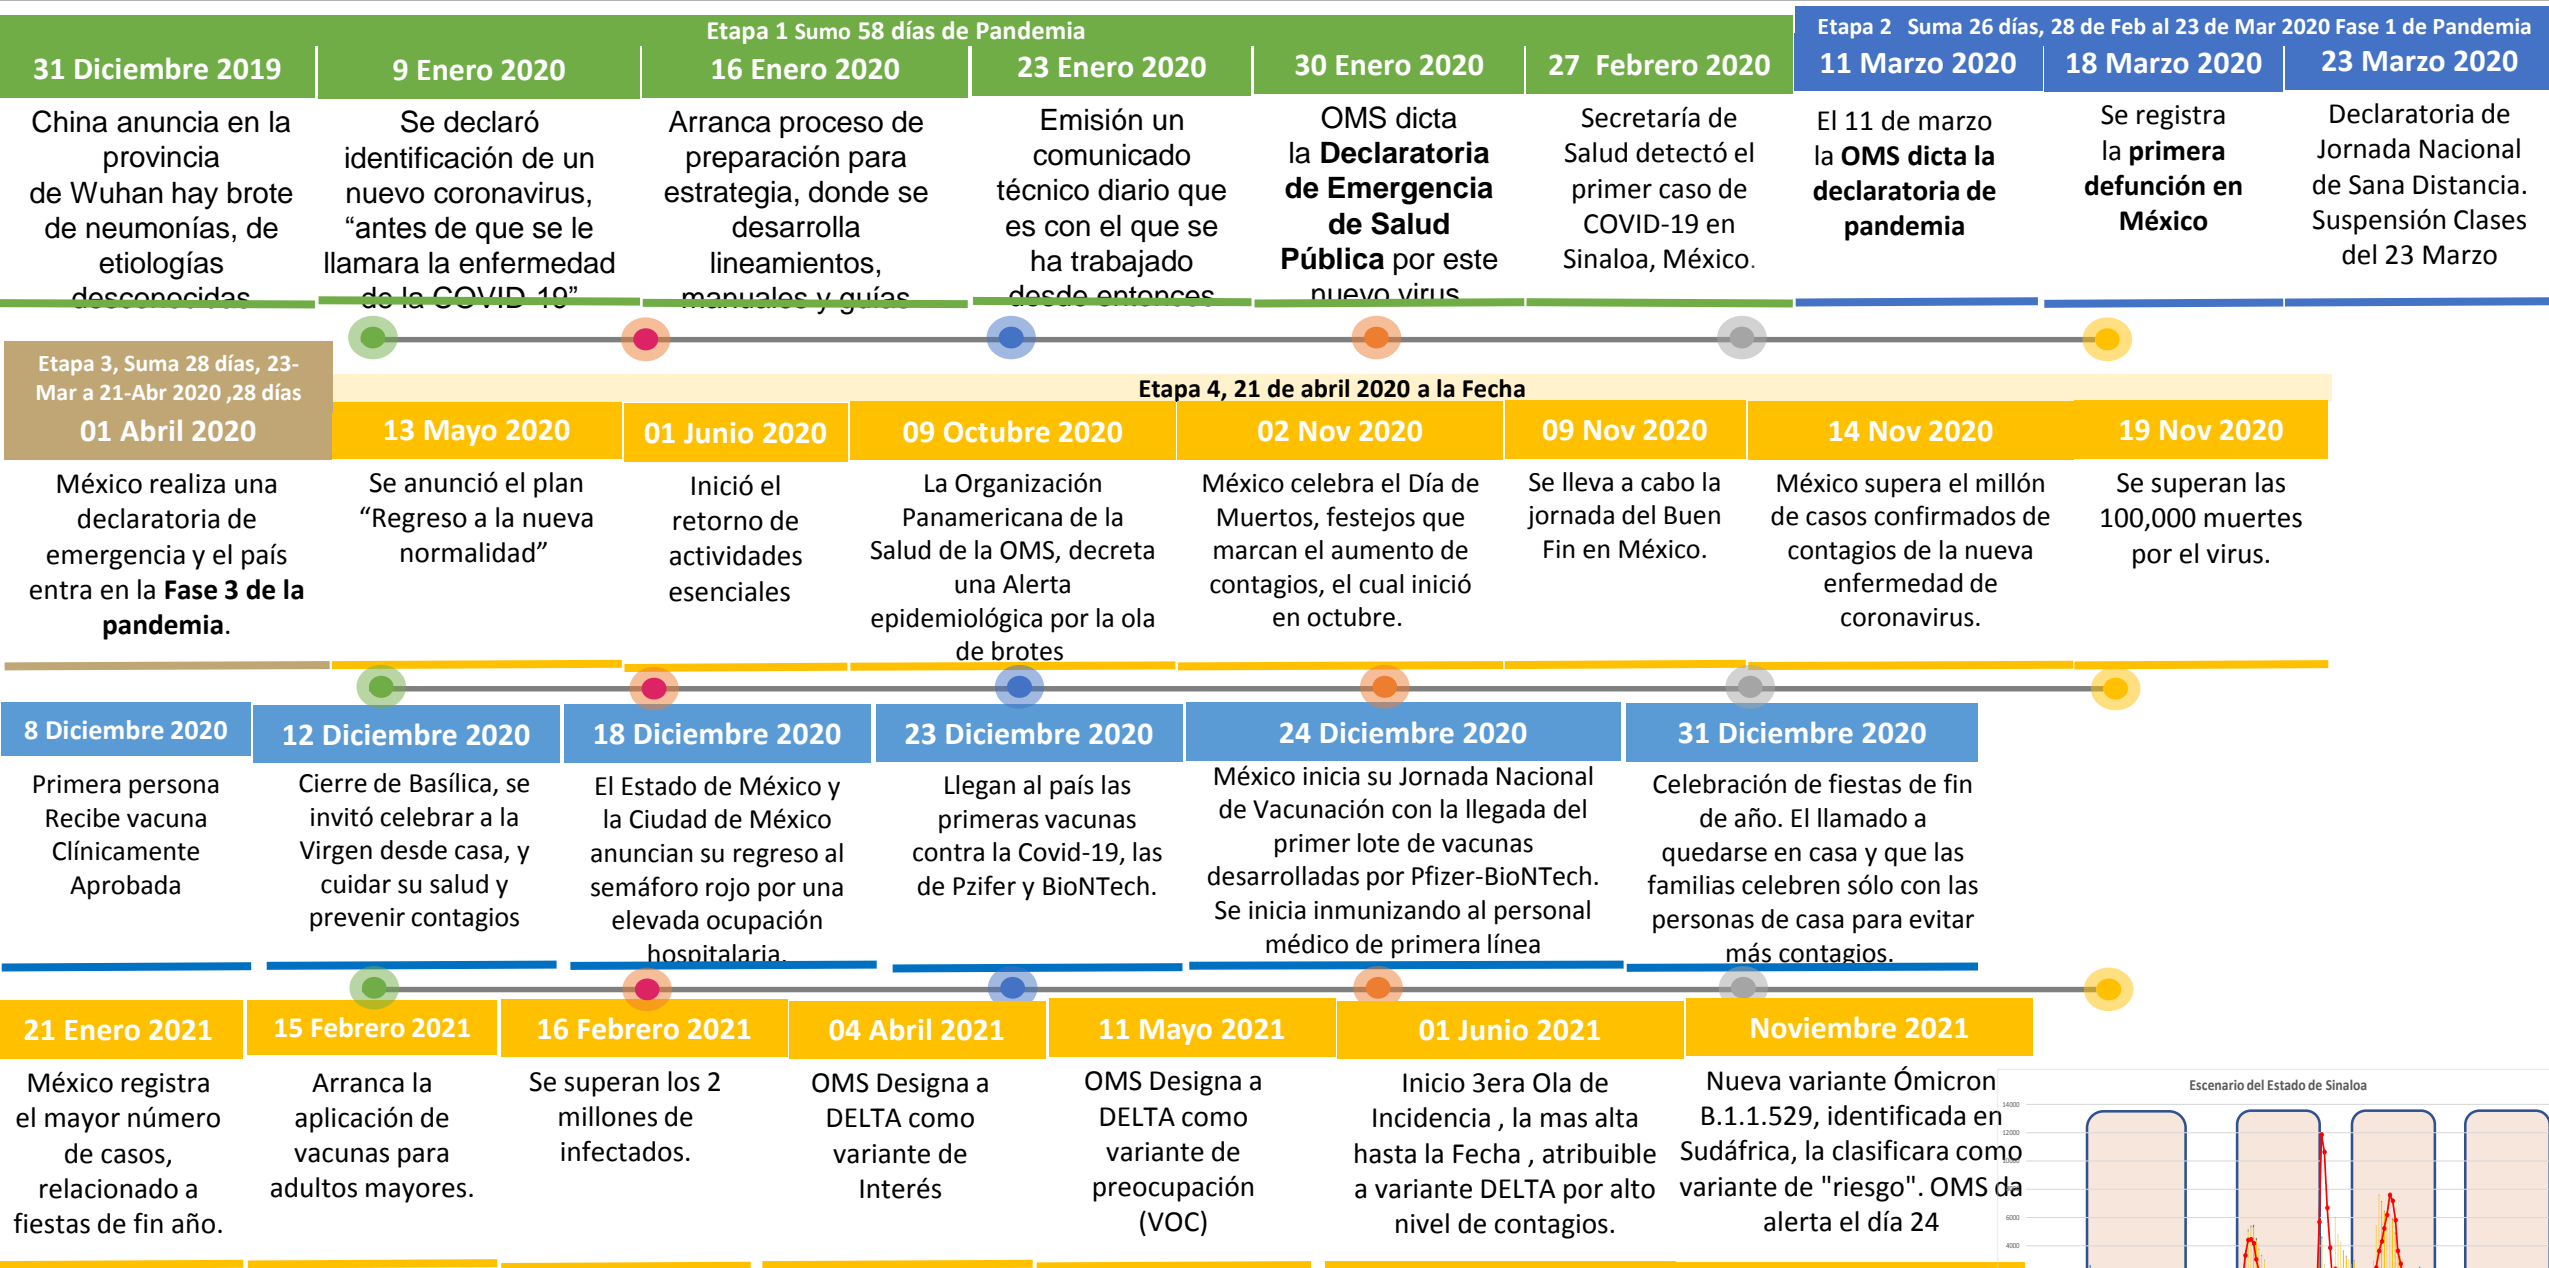 Etapa 1 Sumo 58 días de Pandemia
Etapa 2 Suma 26 días, 28 de Feb al 23 de Mar 2020 Fase 1 de Pandemia
31 Diciembre 2019
9 Enero 2020
16 Enero 2020
23 Enero 2020
30 Enero 2020
27 Febrero 2020
11 Marzo 2020
18 Marzo 2020
23 Marzo 2020
China anuncia en la
provincia
de Wuhan hay brote
de neumonías, de
etiologías
desconocidas
Se declaró
identificación de un
nuevo coronavirus,
“antes de que se le
llamara la enfermedad
de la COVID-19”
Arranca proceso de
preparación para
estrategia, donde se
desarrolla
lineamientos,
manuales y guías
Emisión un
comunicado
técnico diario que
es con el que se
ha trabajado
desde entonces
OMS dicta
la Declaratoria
de Emergencia
de Salud
Pública por este
nuevo virus
Secretaría de
Salud detectó el
primer caso de
COVID-19 en
Sinaloa, México.
El 11 de marzo
la OMS dicta la
declaratoria de
pandemia
Se registra
la primera
defunción en
México
Declaratoria de
Jornada Nacional
de Sana Distancia.
Suspensión Clases
del 23 Marzo
Etapa 3, Suma 28 días, 23-
Mar a 21-Abr 2020 ,28 días
Etapa 4, 21 de abril 2020 a la Fecha
01 Abril 2020
13 Mayo 2020
01 Junio 2020
09 Octubre 2020
02 Nov 2020
09 Nov 2020
14 Nov 2020
19 Nov 2020
México realiza una
declaratoria de
emergencia y el país
entra en la Fase 3 de la
pandemia.
Se anunció el plan
“Regreso a la nueva
normalidad”
Inició el
retorno de
actividades
esenciales
La Organización
Panamericana de la
Salud de la OMS, decreta
una Alerta
epidemiológica por la ola
de brotes
México celebra el Día de
Muertos, festejos que
marcan el aumento de
contagios, el cual inició
en octubre.
Se lleva a cabo la
jornada del Buen
Fin en México.
México supera el millón
de casos confirmados de
contagios de la nueva
enfermedad de
coronavirus.
Se superan las
100,000 muertes
por el virus.
8 Diciembre 2020
12 Diciembre 2020
18 Diciembre 2020
23 Diciembre 2020
24 Diciembre 2020
31 Diciembre 2020
Primera persona
Recibe vacuna
Clínicamente
Aprobada
Cierre de Basílica, se
invitó celebrar a la
Virgen desde casa, y
cuidar su salud y
prevenir contagios
El Estado de México y
la Ciudad de México
anuncian su regreso al
semáforo rojo por una
elevada ocupación
hospitalaria.
Llegan al país las
primeras vacunas
contra la Covid-19, las
de Pzifer y BioNTech.
México inicia su Jornada Nacional
de Vacunación con la llegada del
primer lote de vacunas
desarrolladas por Pfizer-BioNTech.
Se inicia inmunizando al personal
médico de primera línea
Celebración de fiestas de fin
de año. El llamado a
quedarse en casa y que las
familias celebren sólo con las
personas de casa para evitar
más contagios.
21 Enero 2021
15 Febrero 2021
16 Febrero 2021
04 Abril 2021
11 Mayo 2021
01 Junio 2021
Noviembre 2021
México registra
el mayor número
de casos,
relacionado a
fiestas de fin año.
Arranca la
aplicación de
vacunas para
adultos mayores.
Se superan los 2
millones de
infectados.
OMS Designa a
DELTA como
variante de
Interés
OMS Designa a
DELTA como
variante de
preocupación
(VOC)
Inicio 3era Ola de
Incidencia , la mas alta
hasta la Fecha , atribuible
a variante DELTA por alto
nivel de contagios.
Nueva variante Ómicron
B.1.1.529, identificada en
Sudáfrica, la clasificara como
variante de "riesgo". OMS da
alerta el día 24
Escenario del Estado de Sinaloa
14000
12000
6000
4000